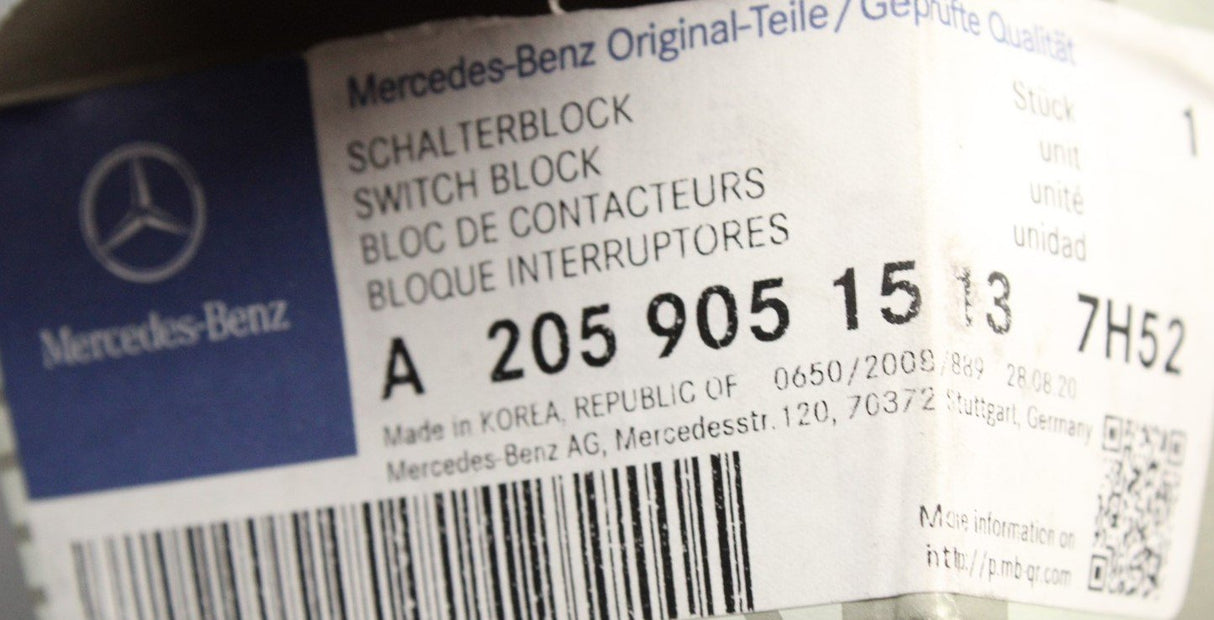 Mercedes-Benz Original-Teile / Geprüfte Qualität
SCHALTERBLOCK
SWITCH BLOCK
BLOC DE CONTACTEURS
BLOQUE INTERRUPTORES
Stück 1
unit
unité
unidad
Mercedes-Benz
A 205 905 15 13 7H52
Made in KOREA, REPUBLIC OF 0650/2008/889 28.08.20
Mercedes-Benz AG, Mercedesstr. 120, 70372 Stuttgart, Germany
More information on
http://p.mb-qr.com